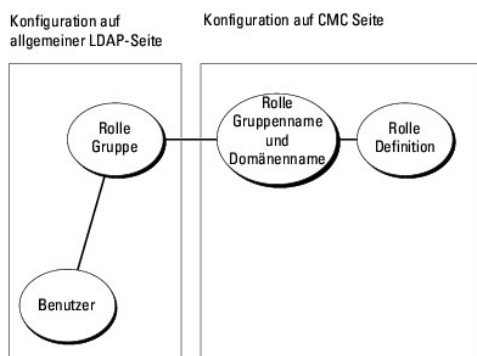 Konfiguration auf
allgemeiner LDAP-Seite
Konfiguration auf CMC Seite
Rolle
Gruppe
Rolle
Gruppenname
und
Domänenname
Rolle
Definition
Benutzer